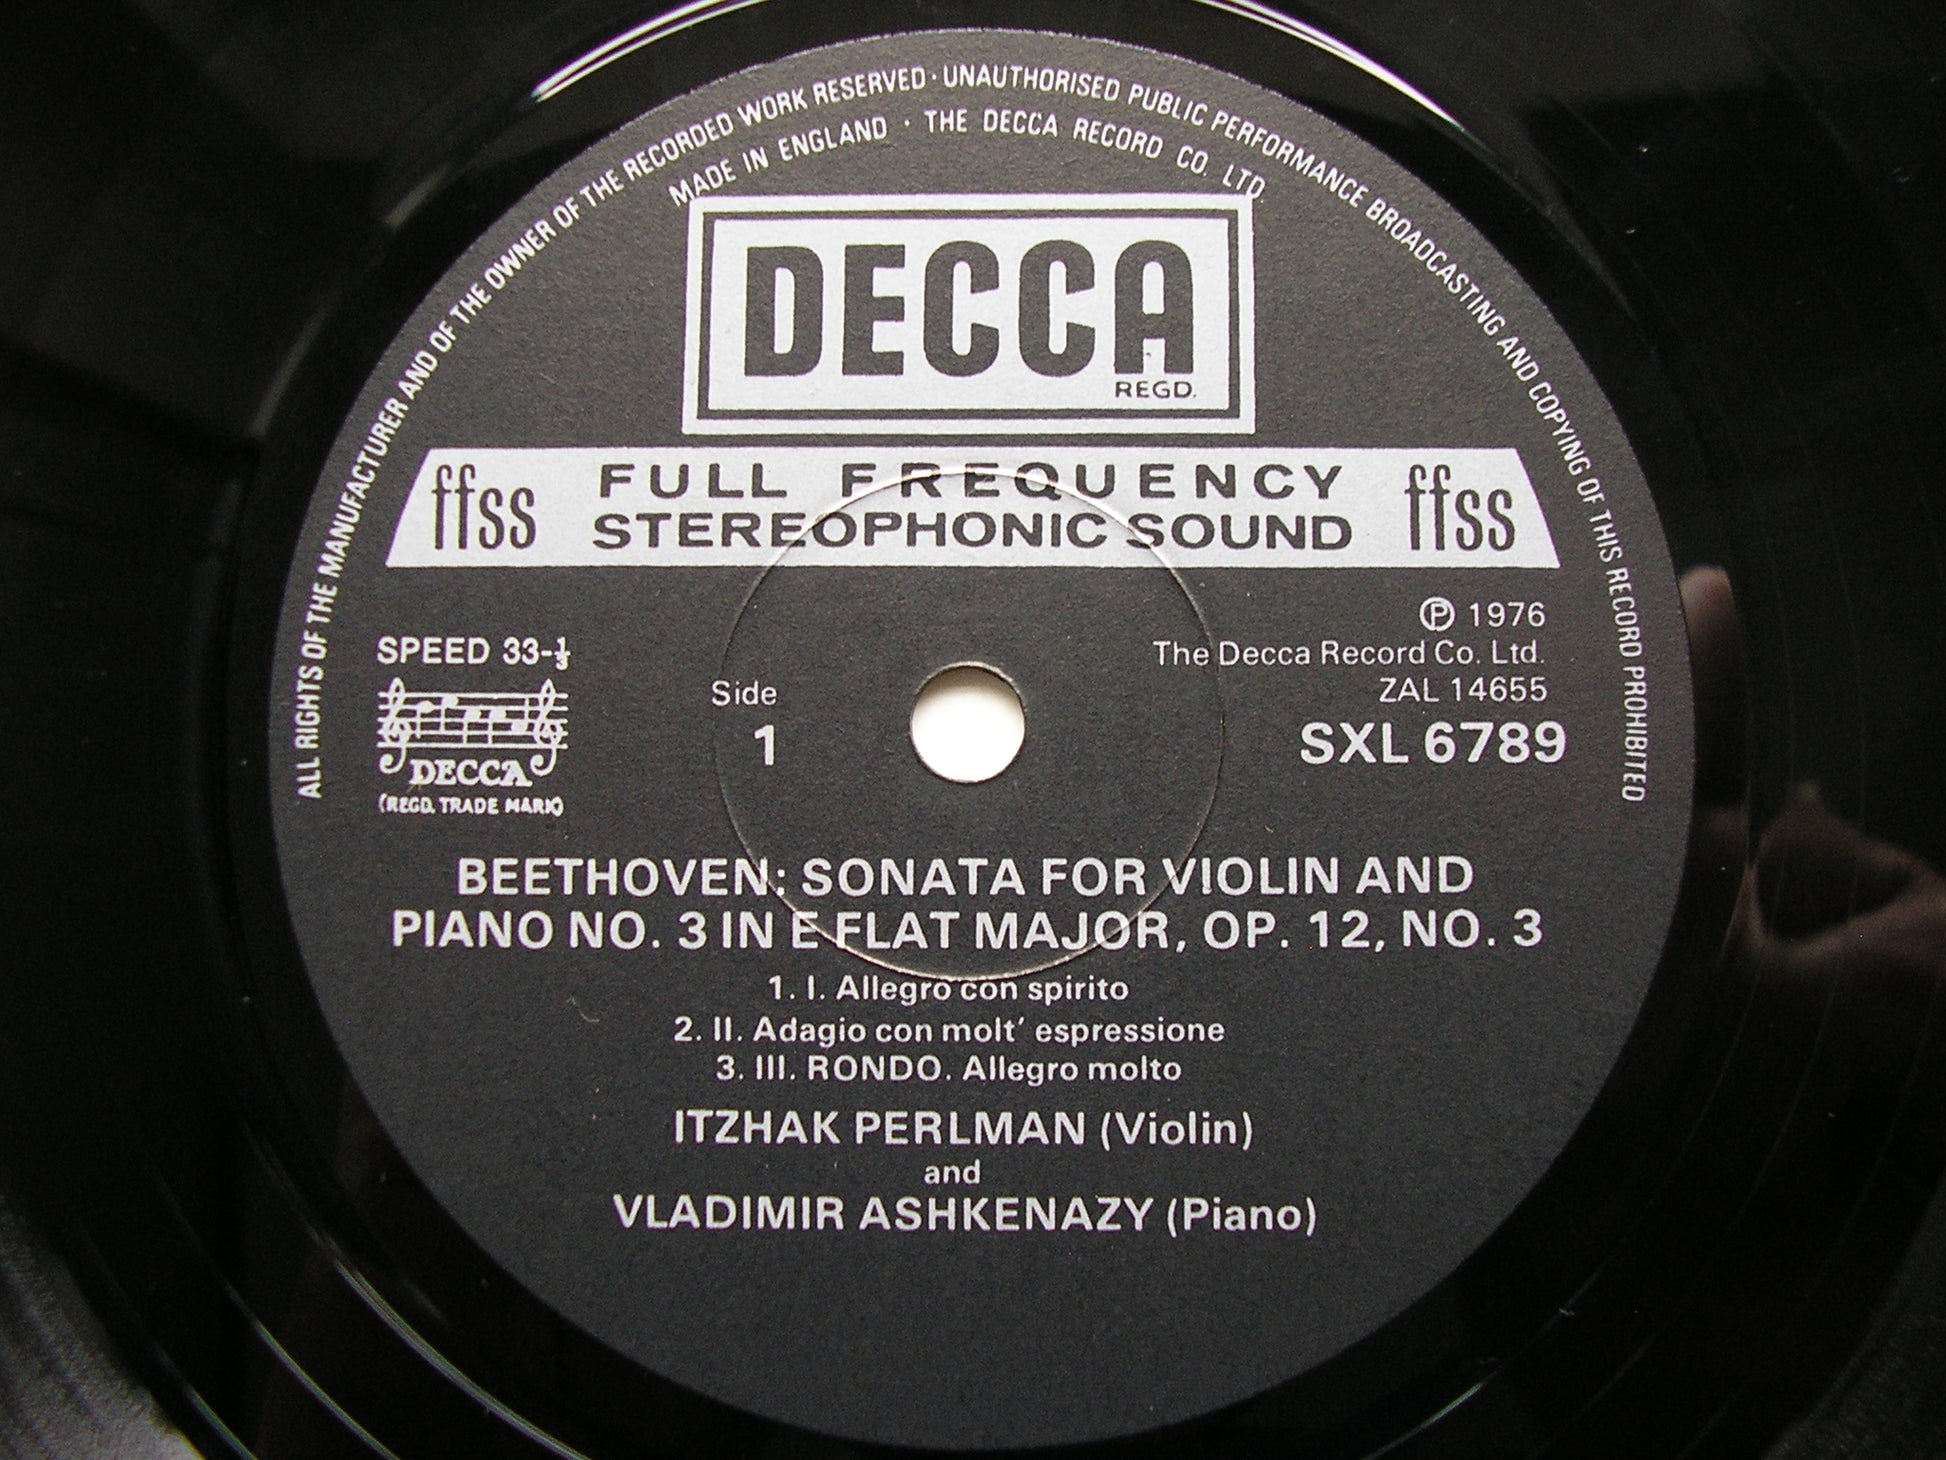 ALL RIGHTS OF THE MANUFACTURER AND OF THE OWNER OF THE RECORDED WORK RESERVED · UNAUTHORISED PUBLIC PERFORMANCE BROADCASTING AND COPYING OF THIS RECORD PROHIBITED
MADE IN ENGLAND · THE DECCA RECORD CO. LTD.
DECCA
REGD.
ffss FULL FREQUENCY STEREOPHONIC SOUND ffss
℗ 1976
The Decca Record Co. Ltd.
ZAL 14655
SXL 6789
SPEED 33-⅓
DECCA
(REGD. TRADE MARK)
Side
1
BEETHOVEN: SONATA FOR VIOLIN AND
PIANO NO. 3 IN E FLAT MAJOR, OP. 12, NO. 3
1. I. Allegro con spirito
2. II. Adagio con molt' espressione
3. III. RONDO. Allegro molto
ITZHAK PERLMAN (Violin)
and
VLADIMIR ASHKENAZY (Piano)